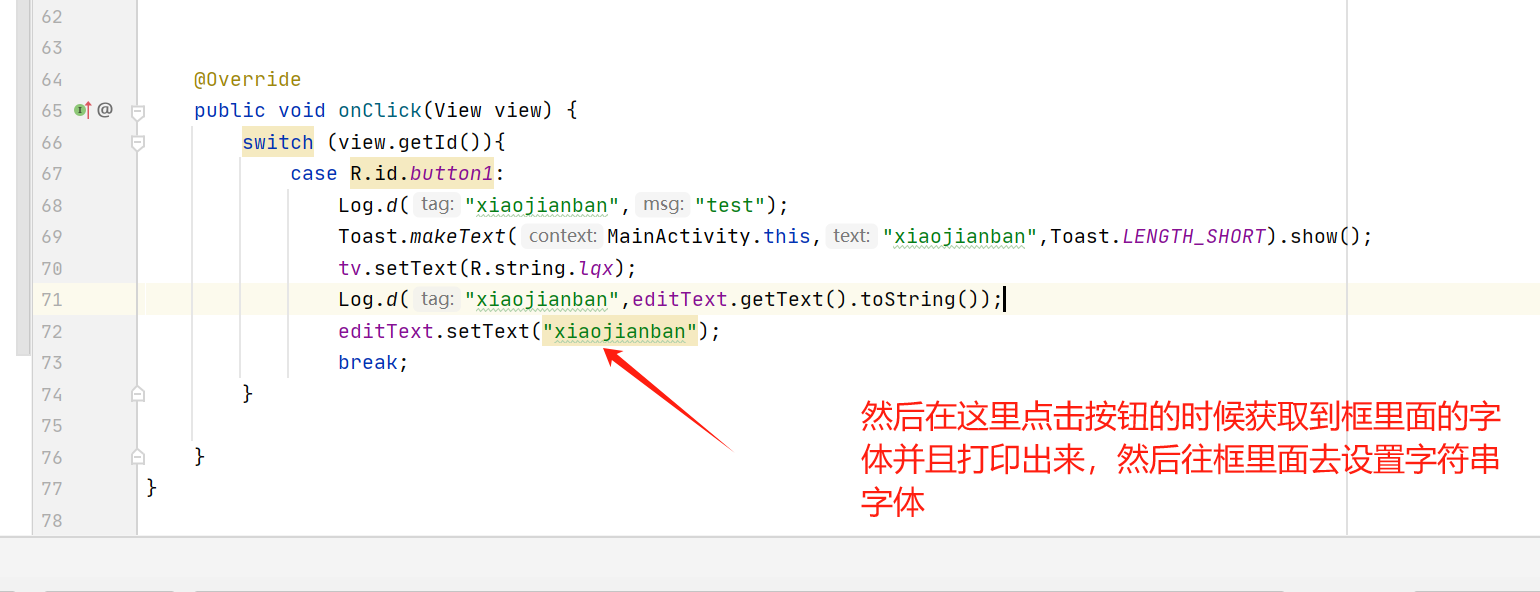 62
63
64 @Override
65 @ public void onClick(View view) {
66 switch (view.getId()){
67 case R.id.button1:
68 Log.d( tag: "xiaojianban", msg: "test");
69 Toast.makeText( context: MainActivity.this, text: "xiaojianban",Toast.LENGTH_SHORT).show();
70 tv.setText(R.string.lqx);
71 Log.d( tag: "xiaojianban",editText.getText().toString());
72 editText.setText("xiaojianban");
73 break;
74 }
75
76 }
77 }
78
然后在这里点击按钮的时候获取到框里面的字
体并且打印出来，然后往框里面去设置字符串
字体